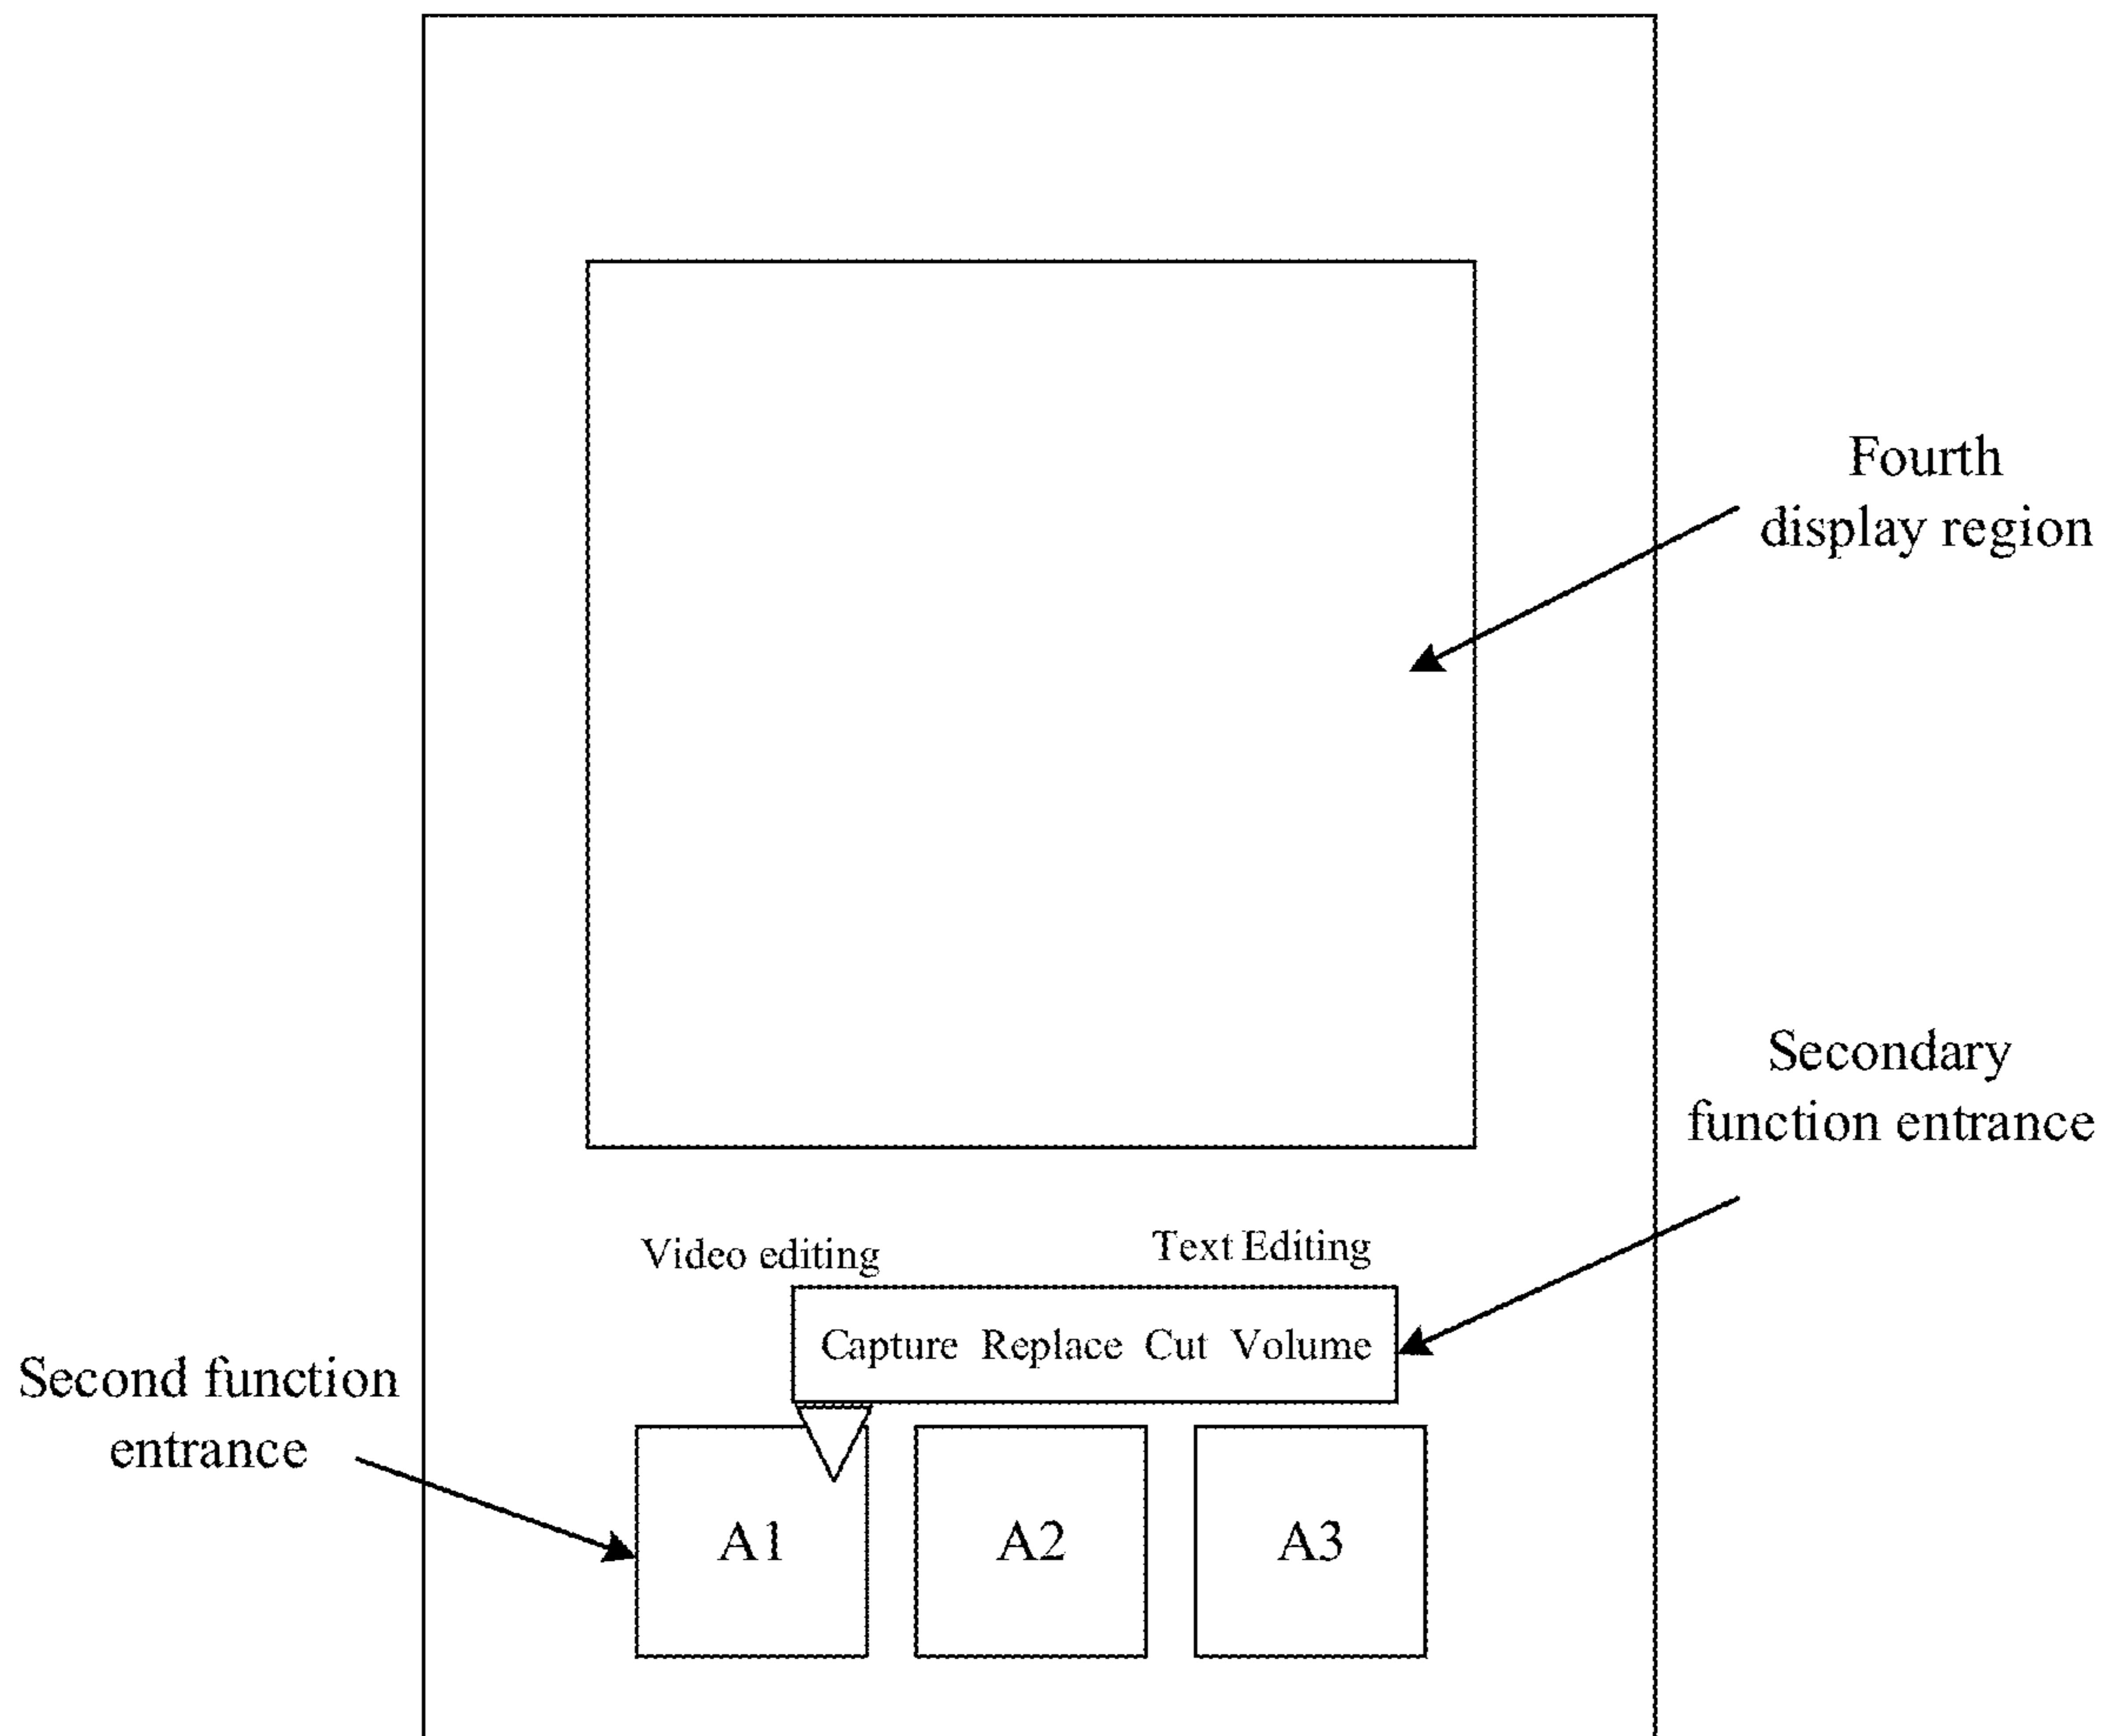 Fourth
display region
Secondary
function entrance
Video editing
Text Editing
Capture Replace Cut Volume
Second function
entrance
A1
A2
A3